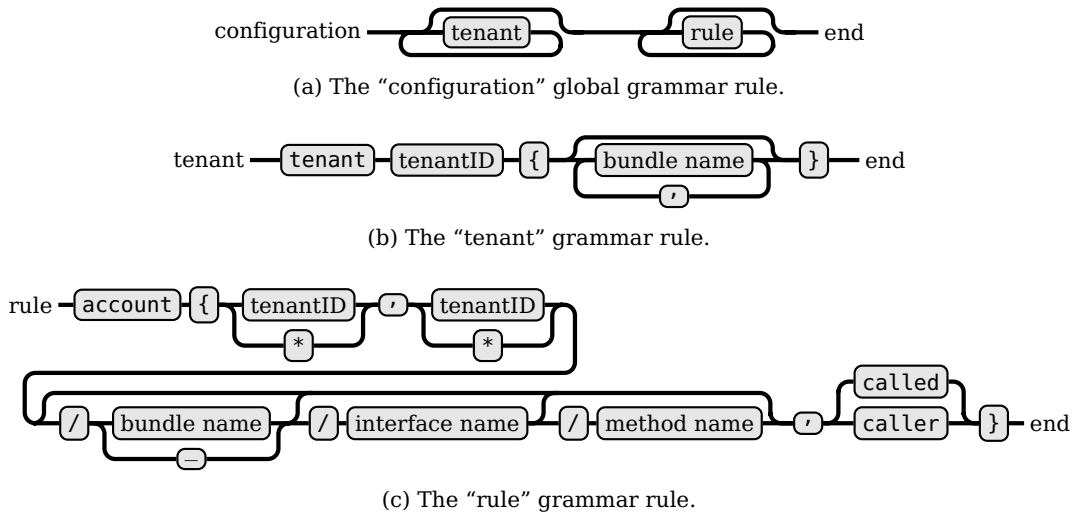 configuration tenant rule end
(a) The “configuration” global grammar rule.
tenant tenant tenantID { bundle name } end
,
(b) The “tenant” grammar rule.
rule account { tenantID , tenantID
* *
called
/ bundle name / interface name / method name , caller } end
_
(c) The “rule” grammar rule.